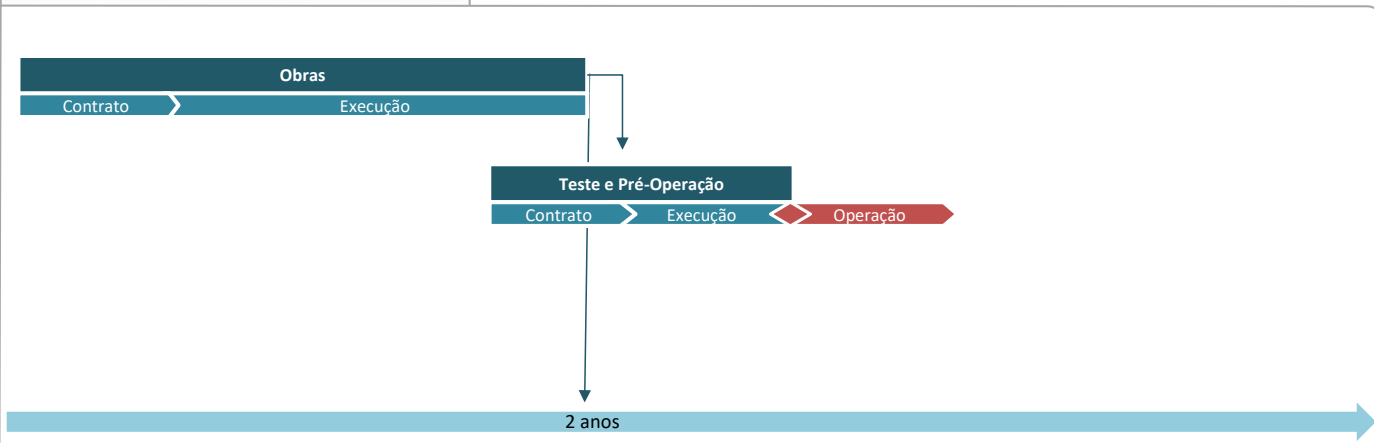 Obras
Contrato Execução
Teste e Pré-Operação
Contrato Execução Operação
2 anos